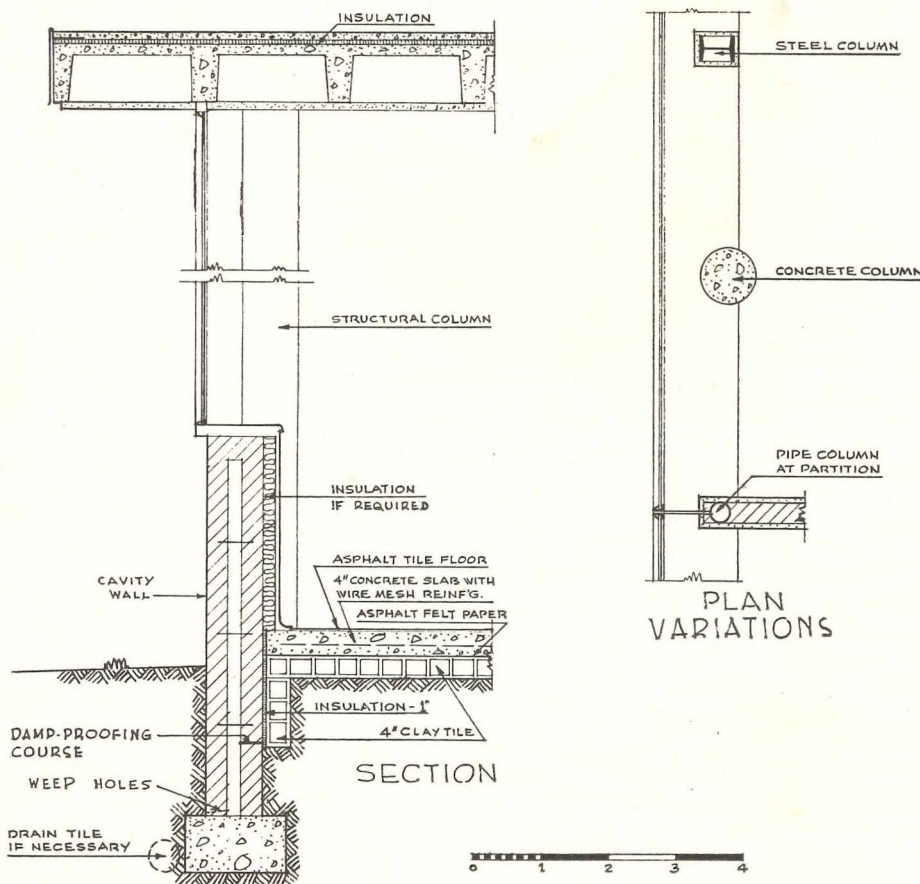 INSULATION
STRUCTURAL COLUMN
INSULATION
IF REQUIRED
ASPHALT TILE FLOOR
4" CONCRETE SLAB WITH
WIRE MESH REINF'G.
ASPHALT FELT PAPER
CAVITY
WALL
INSULATION - 1"
4" CLAY TILE
DAMP-PROOFING
COURSE
WEEP HOLES
DRAIN TILE
IF NECESSARY
SECTION
STEEL COLUMN
CONCRETE COLUMN
PIPE COLUMN
AT PARTITION
PLAN
VARIATIONS
0 1 2 3 4